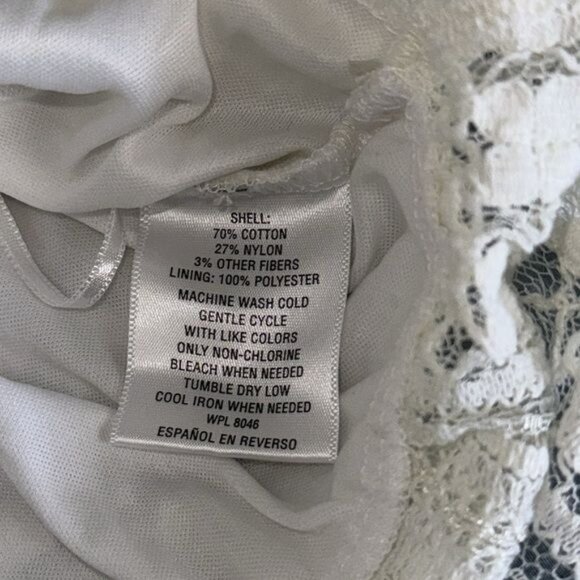 SHELL:
70% COTTON
27% NYLON
3% OTHER FIBERS
LINING: 100% POLYESTER
MACHINE WASH COLD
GENTLE CYCLE
WITH LIKE COLORS
ONLY NON-CHLORINE
BLEACH WHEN NEEDED
TUMBLE DRY LOW
COOL IRON WHEN NEEDED
WPL 8046
ESPAÑOL EN REVERSO